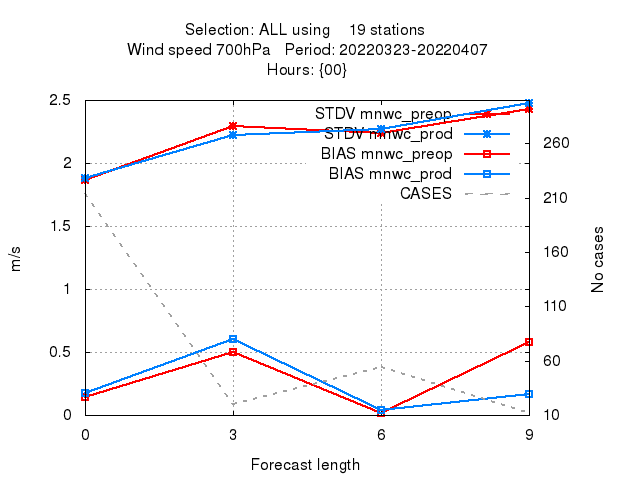 Selection: ALL using 19 stations
Wind speed 700hPa Period: 20220323-20220407
Hours: {00}
STDV mnwc_preop
STDV mnwc_prod
BIAS mnwc_preop
BIAS mnwc_prod
CASES
2.5
2
1.5
1
0.5
0
m/s
260
210
160
110
60
10
No cases
0 3 6 9
Forecast length